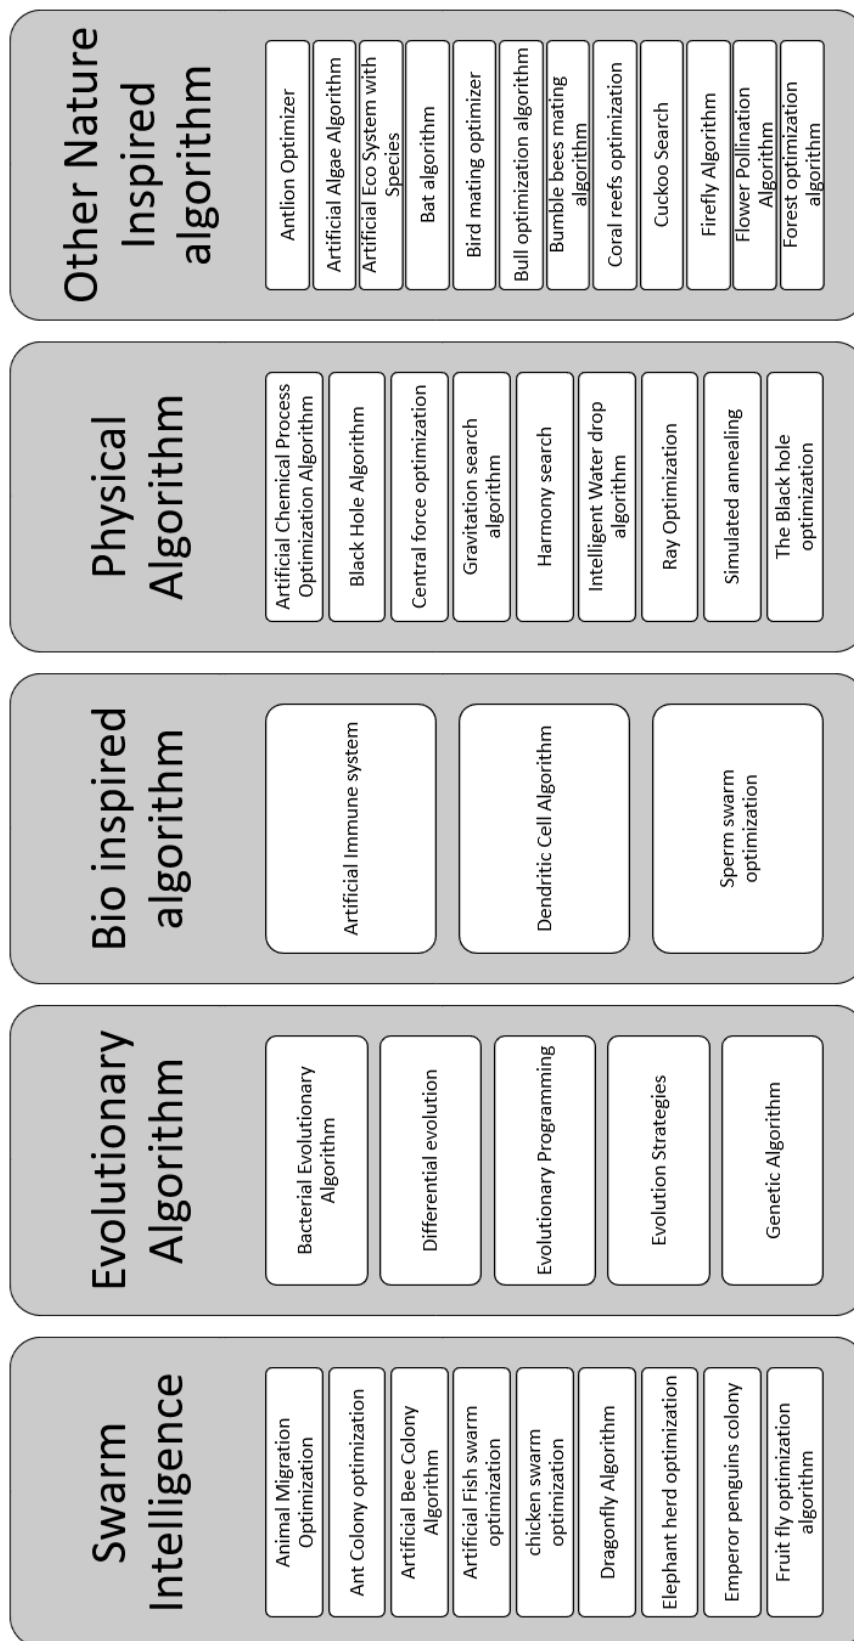 Swarm
Intelligence
Animal Migration
Optimization
Ant Colony optimization
Artificial Bee Colony
Algorithm
Artificial Fish swarm
optimization
chicken swarm
optimization
Dragonfly Algorithm
Elephant herd optimization
Emperor penguins colony
Fruit fly optimization
algorithm
Evolutionary
Algorithm
Bacterial Evolutionary
Algorithm
Differential evolution
Evolutionary Programming
Evolution Strategies
Genetic Algorithm
Bio inspired
algorithm
Artificial Immune system
Dendritic Cell Algorithm
Sperm swarm
optimization
Physical
Algorithm
Artificial Chemical Process
Optimization Algorithm
Black Hole Algorithm
Central force optimization
Gravitation search
algorithm
Harmony search
Intelligent Water drop
algorithm
Ray Optimization
Simulated annealing
The Black hole
optimization
Other Nature
Inspired
algorithm
Antlion Optimizer
Artificial Algae Algorithm
Artificial Eco System with
Species
Bat algorithm
Bird mating optimizer
Bull optimization algorithm
Bumble bees mating
algorithm
Coral reefs optimization
Cuckoo Search
Firefly Algorithm
Flower Pollination
Algorithm
Forest optimization
algorithm